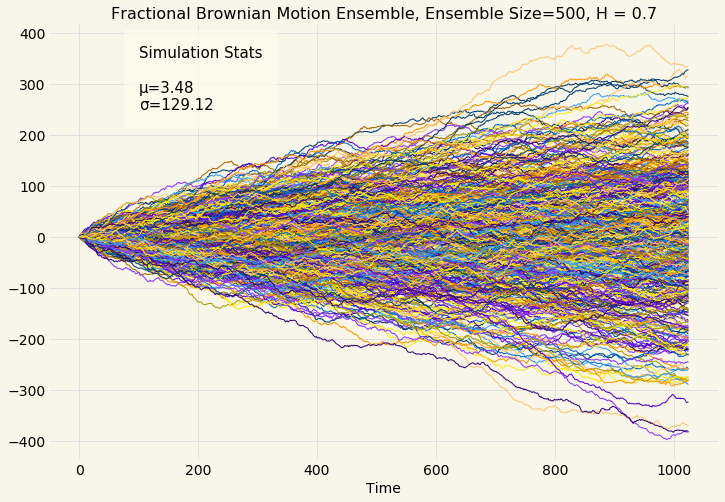 Fractional Brownian Motion Ensemble, Ensemble Size=500, H = 0.7
400
300
200
100
0
−100
−200
−300
−400
Simulation Stats
μ=3.48
σ=129.12
0 200 400 600 800 1000
Time